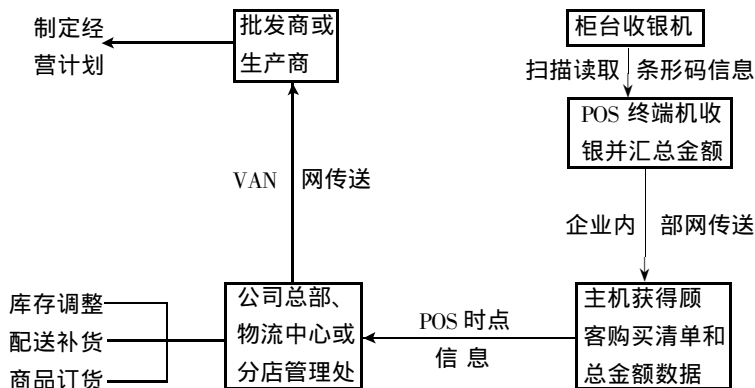 制定经
营计划
批发商或
生产商
柜台收银机
扫描读取 条形码信息
POS 终端机收
银并汇总金额
VAN 网传送
企业内 部网传送
库存调整
配送补货
商品订货
公司总部、
物流中心或
分店管理处
POS 时点
信 息
主机获得顾
客购买清单和
总金额数据